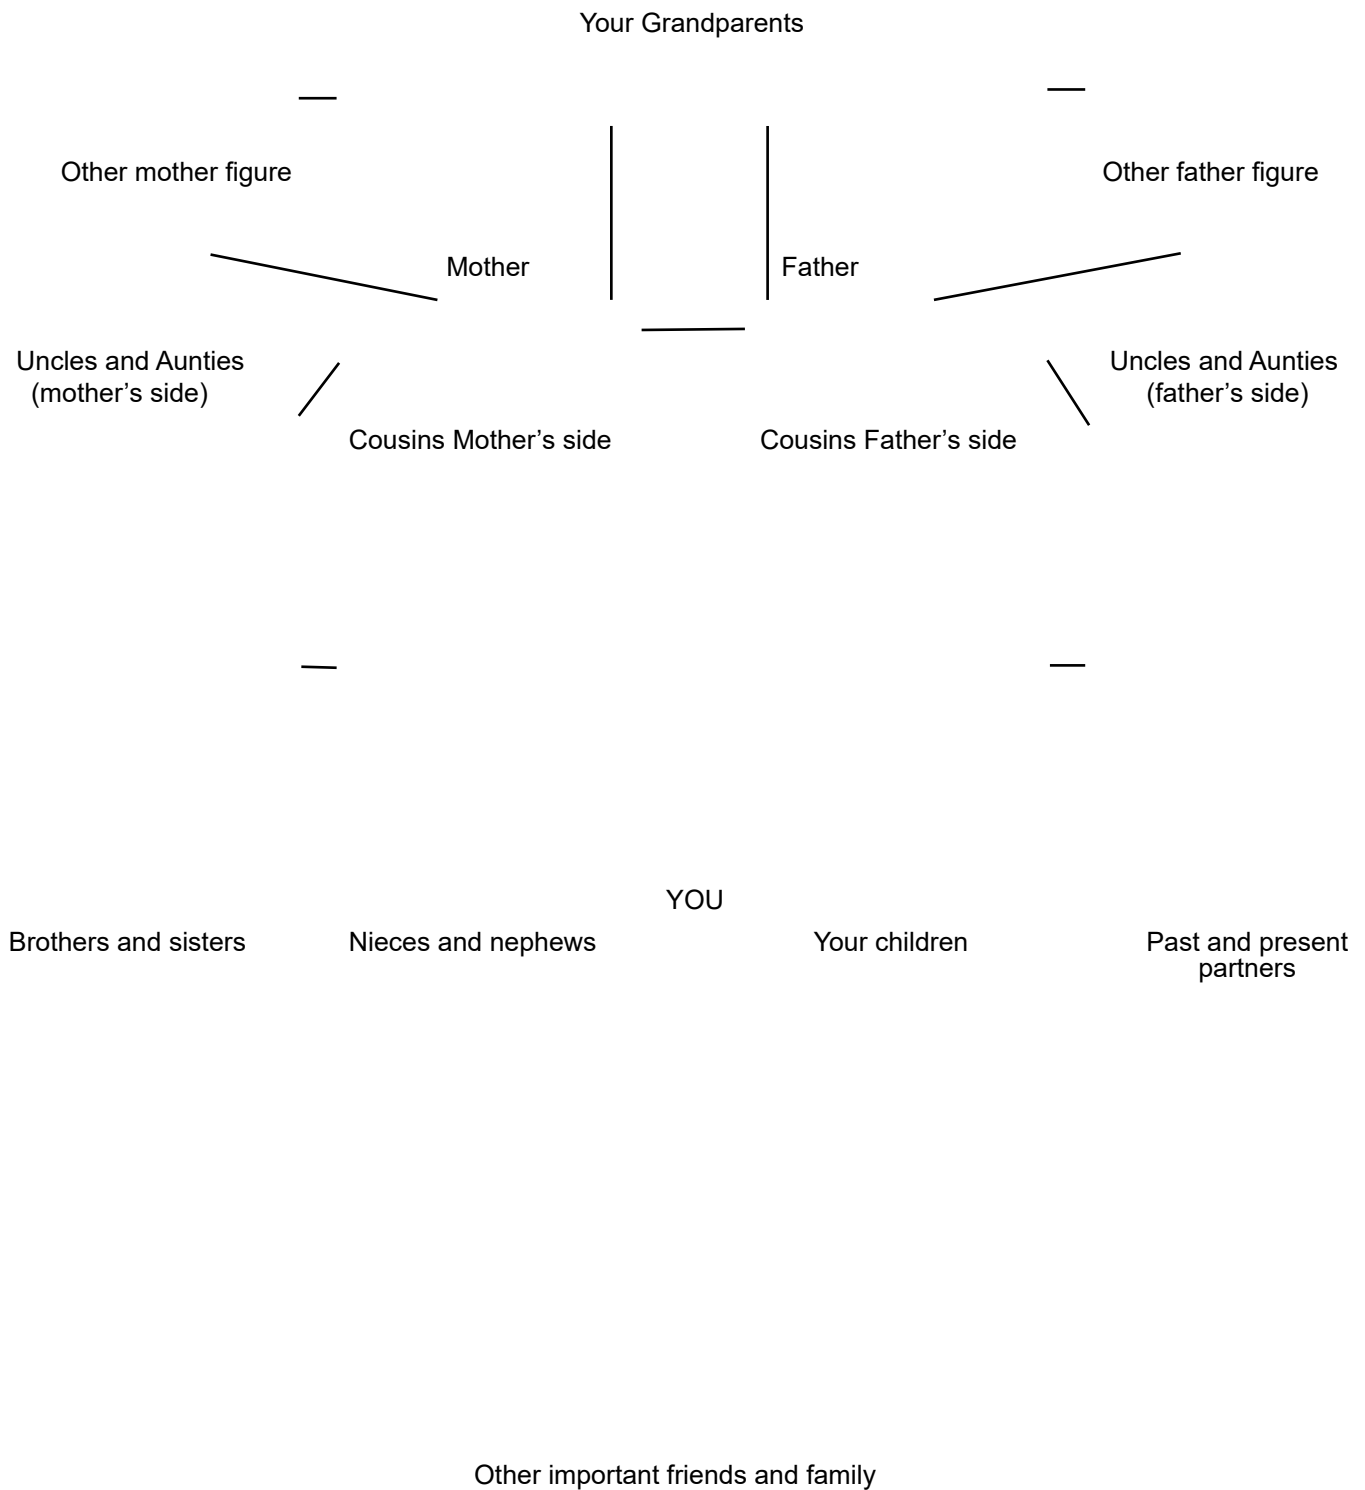 Your Grandparents
Other mother figure
Other father figure
Mother
Father
Uncles and Aunties
(mother’s side)
Uncles and Aunties
(father’s side)
Cousins Mother’s side
Cousins Father’s side
YOU
Brothers and sisters
Nieces and nephews
Your children
Past and present
partners
Other important friends and family